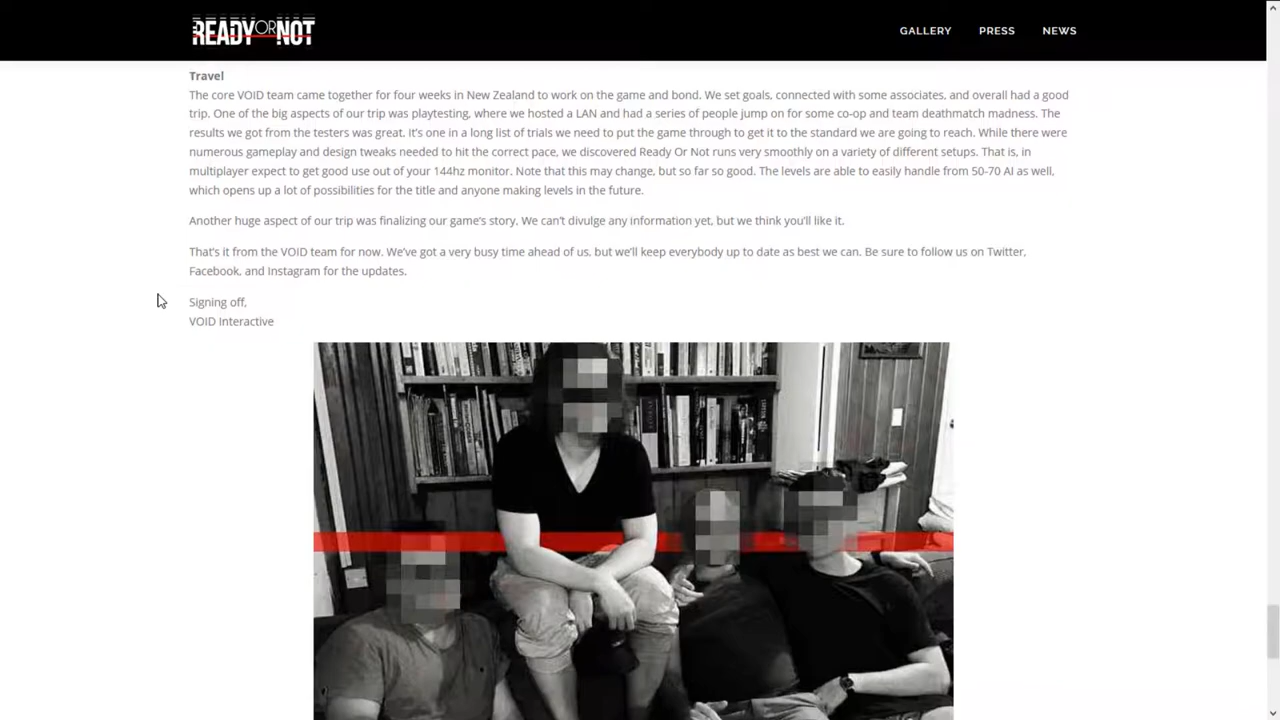 READY OR NOT
GALLERY PRESS NEWS
Travel
The core VOID team came together for four weeks in New Zealand to work on the game and bond. We set goals, connected with some associates, and overall had a good
trip. One of the big aspects of our trip was playtesting, where we hosted a LAN and had a series of people jump on for some co-op and team deathmatch madness. The
results we got from the testers was great. It's one in a long list of trials we need to put the game through to get it to the standard we are going to reach. While there were
numerous gameplay and design tweaks needed to hit the correct pace, we discovered Ready Or Not runs very smoothly on a variety of different setups. That is, in
multiplayer expect to get good use out of your 144hz monitor. Note that this may change, but so far so good. The levels are able to easily handle from 50-70 AI as well,
which opens up a lot of possibilities for the title and anyone making levels in the future.
Another huge aspect of our trip was finalizing our game's story. We can't divulge any information yet, but we think you'll like it.
That's it from the VOID team for now. We've got a very busy time ahead of us, but we'll keep everybody up to date as best we can. Be sure to follow us on Twitter,
Facebook, and Instagram for the updates.
Signing off,
VOID Interactive